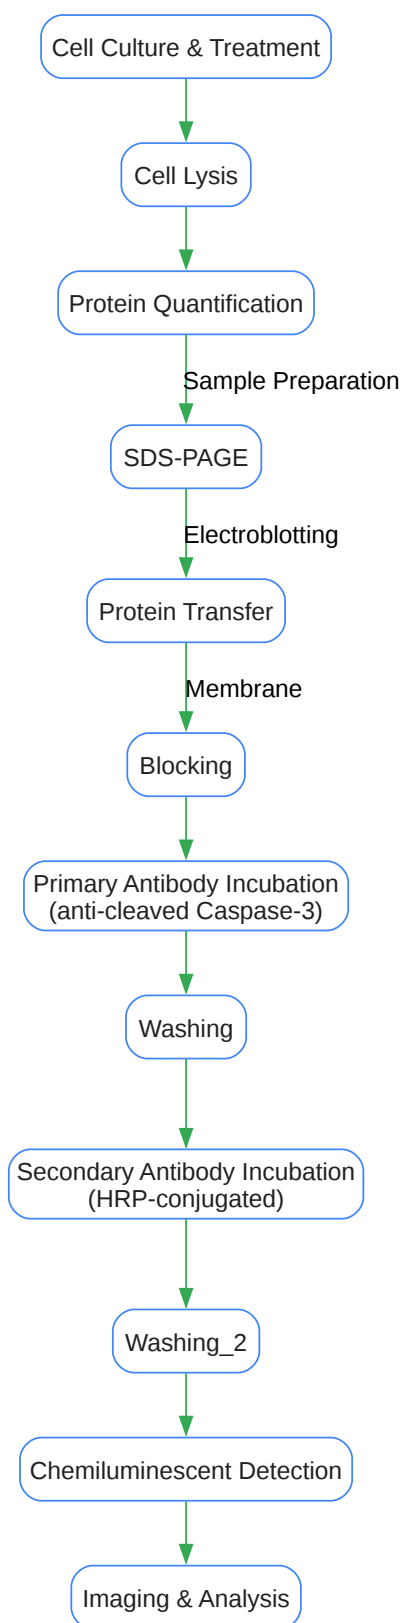 Cell Culture & Treatment
Cell Lysis
Protein Quantification
Sample Preparation
SDS-PAGE
Electroblotting
Protein Transfer
Membrane
Blocking
Primary Antibody Incubation
(anti-cleaved Caspase-3)
Washing
Secondary Antibody Incubation
(HRP-conjugated)
Washing_2
Chemiluminescent Detection
Imaging & Analysis